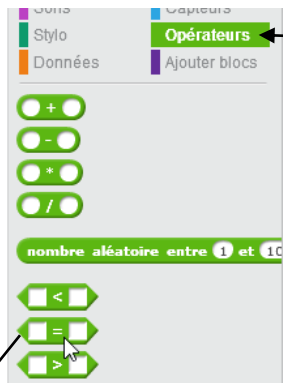 Sons Capteurs
Stylo Opérateurs
Données Ajouter blocs
+
-
*
/
nombre aléatoire entre 1 et 10
<
=
>